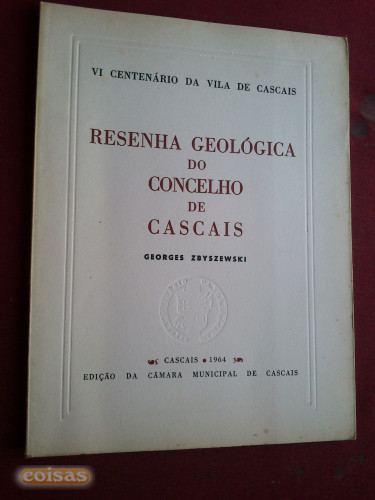 VI CENTENÁRIO DA VILA DE CASCAIS
RESENHA GEOLÓGICA
DO
CONCELHO
DE
CASCAIS
GEORGES ZBYSZEWSKI
CASCAIS • 1964
EDIÇÃO DA CÂMARA MUNICIPAL DE CASCAIS
coisas